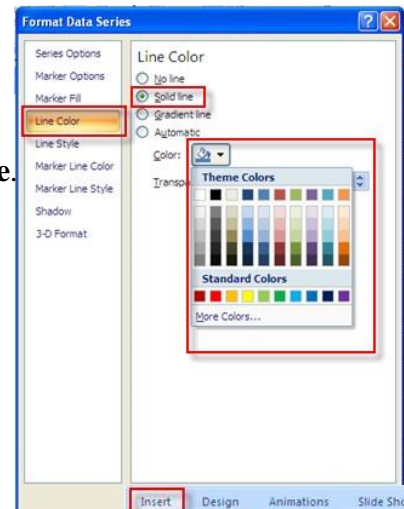 Format Data Series
Series Options
Marker Options
Marker Fill
Line Color
Line Style
Marker Line Color
Marker Line Style
Shadow
3-D Format
e.
Line Color
No line
Solid line
Gradient line
Automatic
Color:
Transp
Theme Colors
Standard Colors
More Colors...
Insert Design Animations Slide Sho